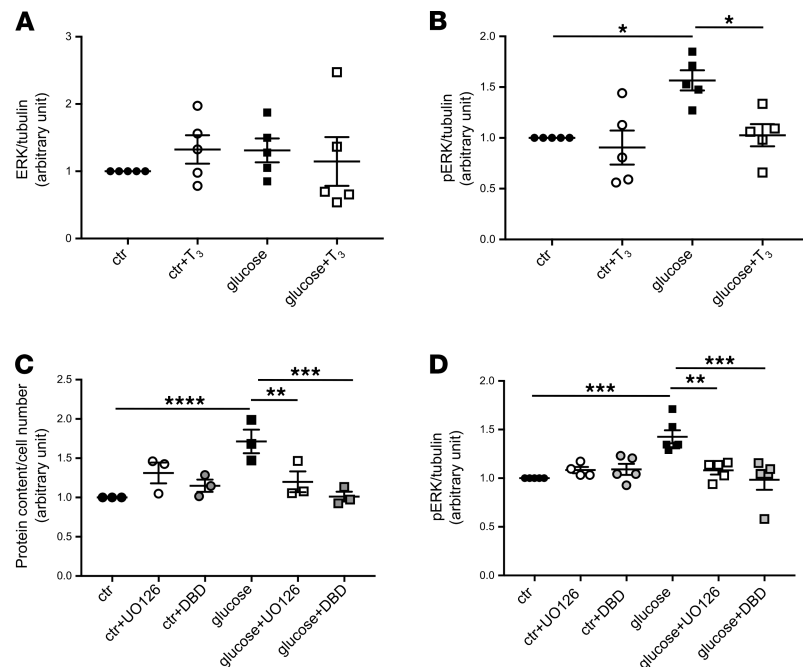 A
ERK/tubulin
(arbitrary unit)
3
2
1
0
ctr
ctr+T₃
glucose
glucose+T₃
B
pERK/tubulin
(arbitrary unit)
2.0
1.5
1.0
0.5
0.0
*
*
ctr
ctr+T₃
glucose
glucose+T₃
C
Protein content/cell number
(arbitrary unit)
2.5
2.0
1.5
1.0
0.5
0.0
****
**
***
ctr
ctr+UO126
ctr+DBD
glucose
glucose+UO126
glucose+DBD
D
pERK/tubulin
(arbitrary unit)
2.0
1.5
1.0
0.5
0.0
***
**
***
ctr
ctr+UO126
ctr+DBD
glucose
glucose+UO126
glucose+DBD